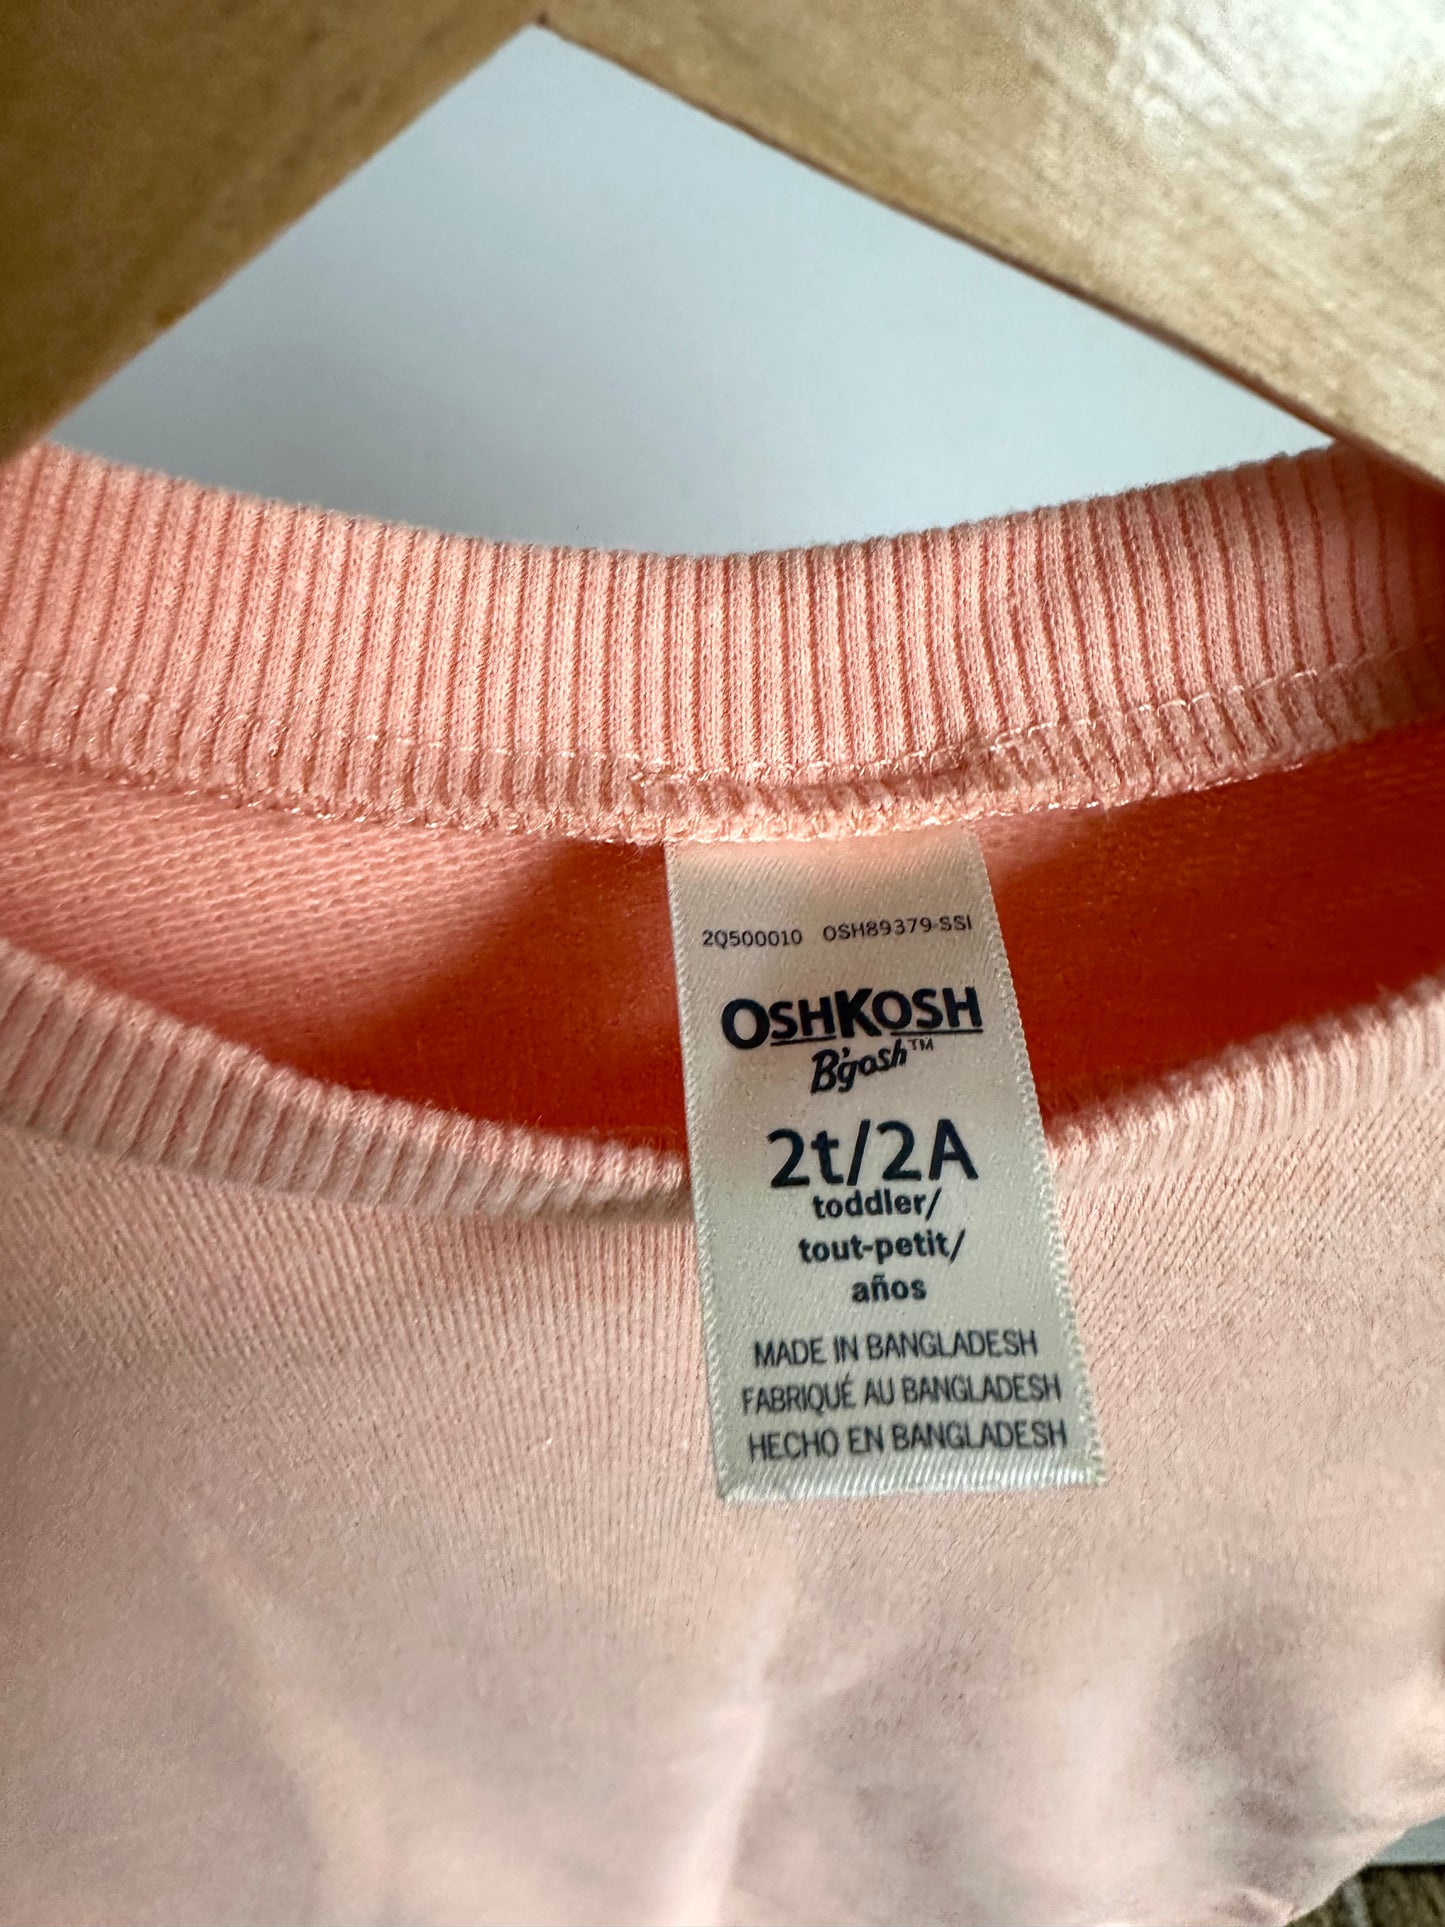 2Q500010 OSH89379-SSI
OSHKOSH
B'gosh™
2t/2A
toddler/
tout-petit/
años
MADE IN BANGLADESH
FABRIQUÉ AU BANGLADESH
HECHO EN BANGLADESH